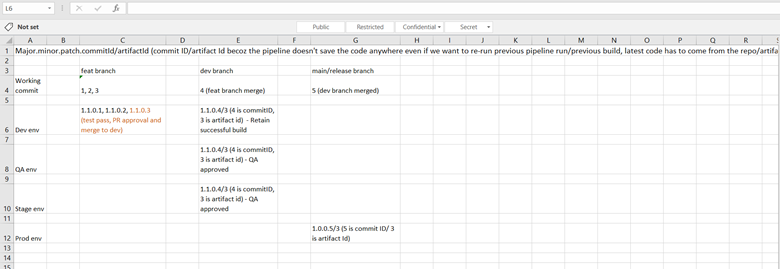 L6
fx
Not set
Public
Restricted
Confidential
Secret
A B C D E F G H I J K L M N O P Q R S
1 Major.minor.patch.commitId/artifactId (commit ID/artifact Id becoz the pipeline doesn't save the code anywhere even if we want to re-run previous pipeline run/previous build, latest code has to come from the repo/artifa
2
3 feat branch dev branch main/release branch
Working
4 commit 1, 2, 3 4 (feat branch merge) 5 (dev branch merged)
5
1.1.0.1, 1.1.0.2, 1.1.0.3 1.1.0.4/3 (4 is commitID,
(test pass, PR approval and 3 is artifact id) - Retain
6 Dev env merge to dev) successful build
7
1.1.0.4/3 (4 is commitID,
3 is artifact id) - QA
8 QA env approved
9
1.1.0.4/3 (4 is commitID,
3 is artifact id) - QA
10 Stage env approved
11
1.0.0.5/3 (5 is commit ID/ 3
12 Prod env is artifact Id)
13
14
15